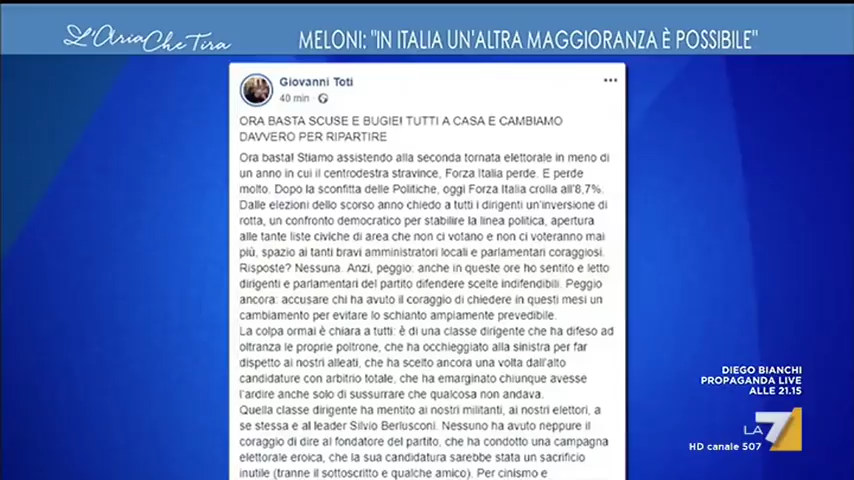 L'Aria Che Tira
MELONI: "IN ITALIA UN'ALTRA MAGGIORANZA È POSSIBILE"
Giovanni Toti
40 min
ORA BASTA SCUSE E BUGIE! TUTTI A CASA E CAMBIAMO
DAVVERO PER RIPARTIRE
Ora basta! Stiamo assistendo alla seconda tornata elettorale in meno di
un anno in cui il centrodestra stravince, Forza Italia perde. E perde
molto. Dopo la sconfitta delle Politiche, oggi Forza Italia crolla all'8,7%.
Dalle elezioni dello scorso anno chiedo a tutti i dirigenti un'inversione di
rotta, un confronto democratico per stabilire la linea politica, apertura
alle tante liste civiche di area che non ci votano e non ci voteranno mai
più, spazio ai tanti bravi amministratori locali e parlamentari coraggiosi.
Risposte? Nessuna. Anzi, peggio: anche in queste ore ho sentito e letto
dirigenti e parlamentari del partito difendere scelte indifendibili. Peggio
ancora: accusare chi ha avuto il coraggio di chiedere in questi mesi un
cambiamento per evitare lo schianto ampiamente prevedibile.
La colpa ormai è chiara a tutti: è di una classe dirigente che ha difeso ad
oltranza le proprie poltrone, che ha occhieggiato alla sinistra per far
dispetto ai nostri alleati, che ha scelto ancora una volta dall'alto
candidature con arbitrio totale, che ha emarginato chiunque avesse
l'ardire anche solo di sussurrare che qualcosa non andava.
Quella classe dirigente ha mentito ai nostri militanti, ai nostri elettori, a
se stessa e al leader Silvio Berlusconi. Nessuno ha avuto neppure il
coraggio di dire al fondatore del partito, che ha condotto una campagna
elettorale eroica, che la sua candidatura sarebbe stata un sacrificio
inutile (tranne il sottoscritto e qualche amico). Per cinismo e
DIEGO BIANCHI
PROPAGANDA LIVE
ALLE 21.15
LA 7
HD canale 507